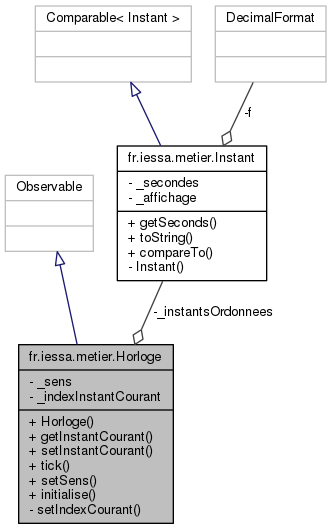 Comparable< Instant >
DecimalFormat
-f
fr.iessa.metier.Instant
- _secondes
- _affichage
+ getSeconds()
+ toString()
+ compareTo()
- Instant()
Observable
-_instantsOrdonnees
fr.iessa.metier.Horloge
- _sens
- _indexInstantCourant
+ Horloge()
+ getInstantCourant()
+ setInstantCourant()
+ tick()
+ setSens()
+ initialise()
- setIndexCourant()